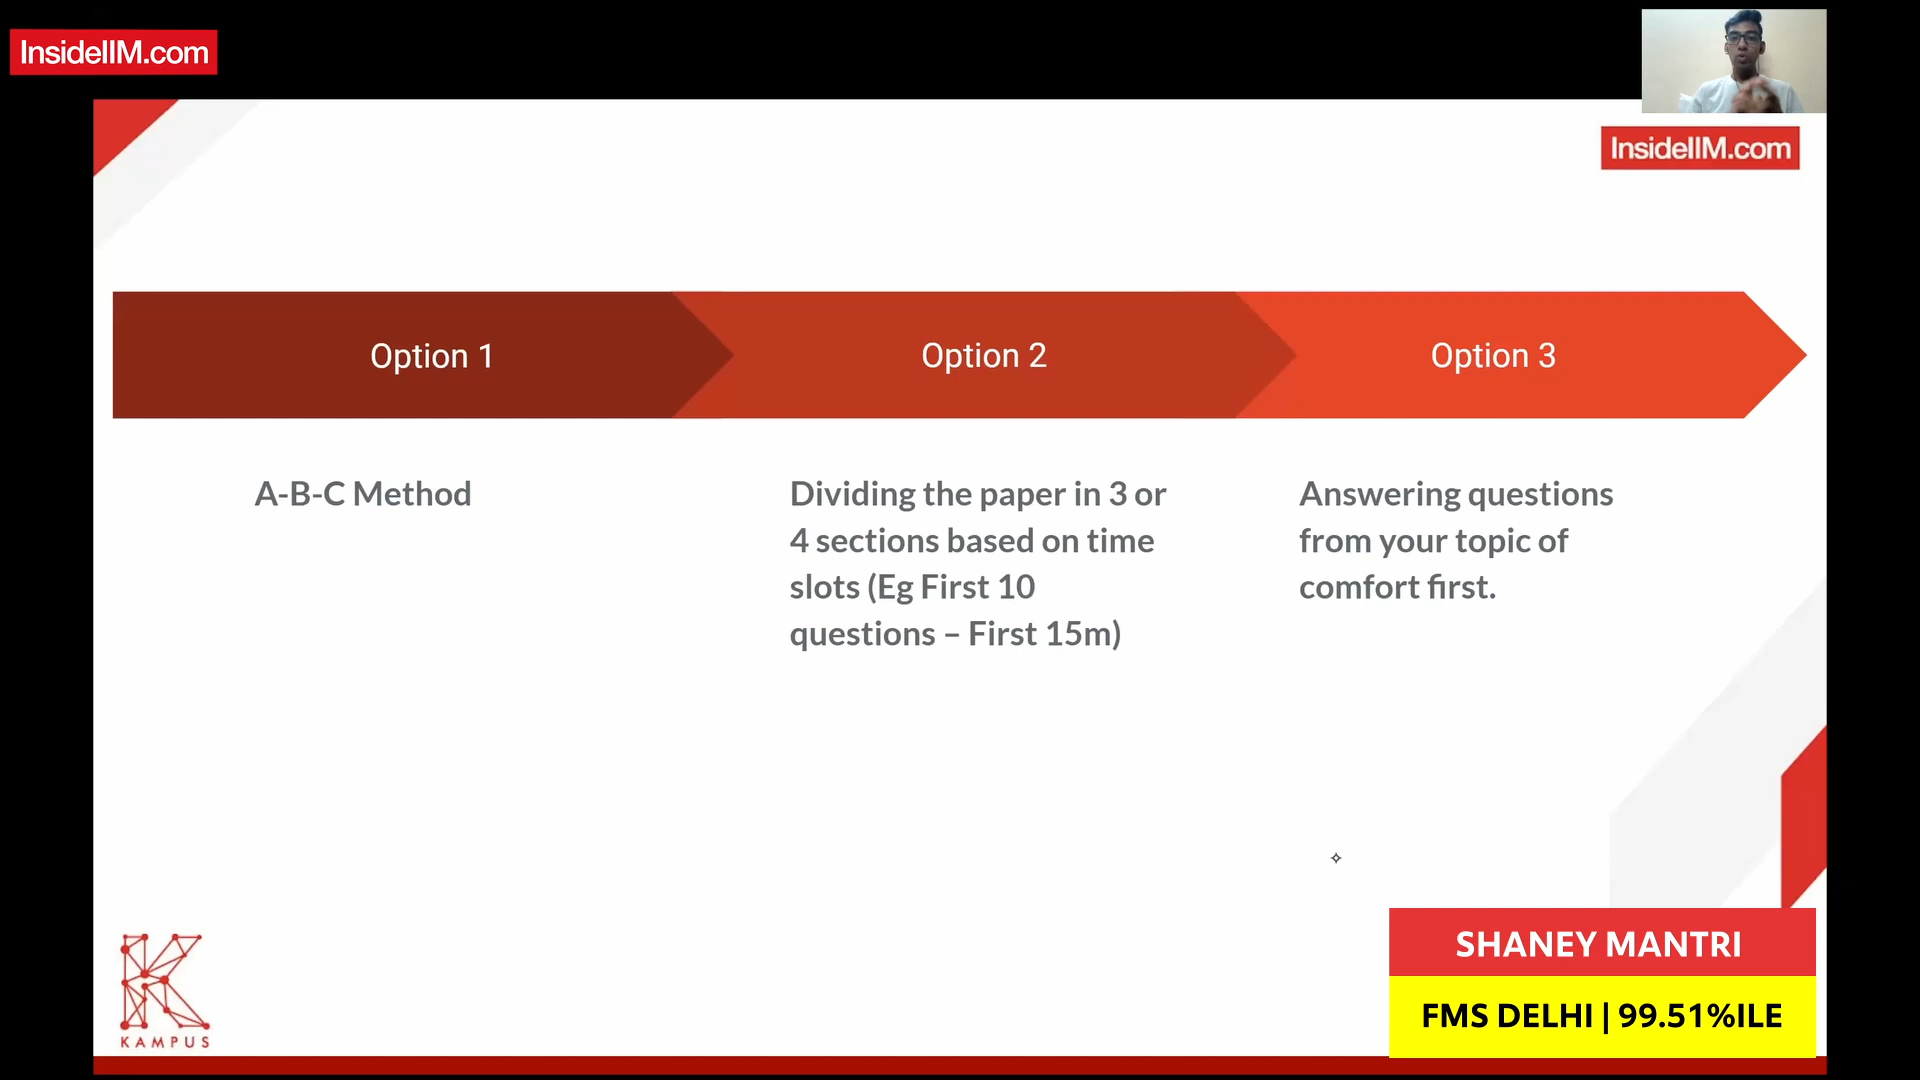 InsideIIM.com
InsideIIM.com
Option 1
Option 2
Option 3
A-B-C Method
Dividing the paper in 3 or
4 sections based on time
slots (Eg First 10
questions – First 15m)
Answering questions
from your topic of
comfort first.
KAMPUS
SHANEY MANTRI
FMS DELHI | 99.51%ILE